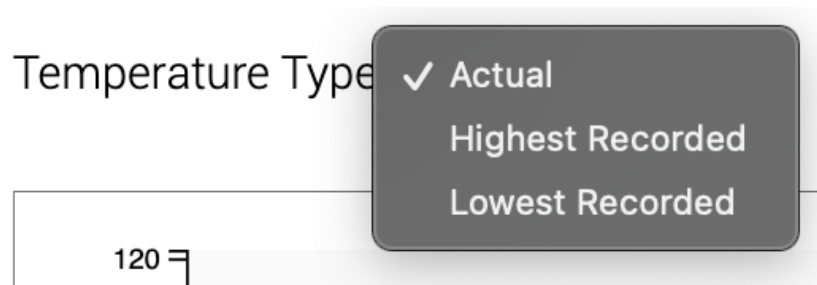 Temperature Type
Actual
Highest Recorded
Lowest Recorded
120